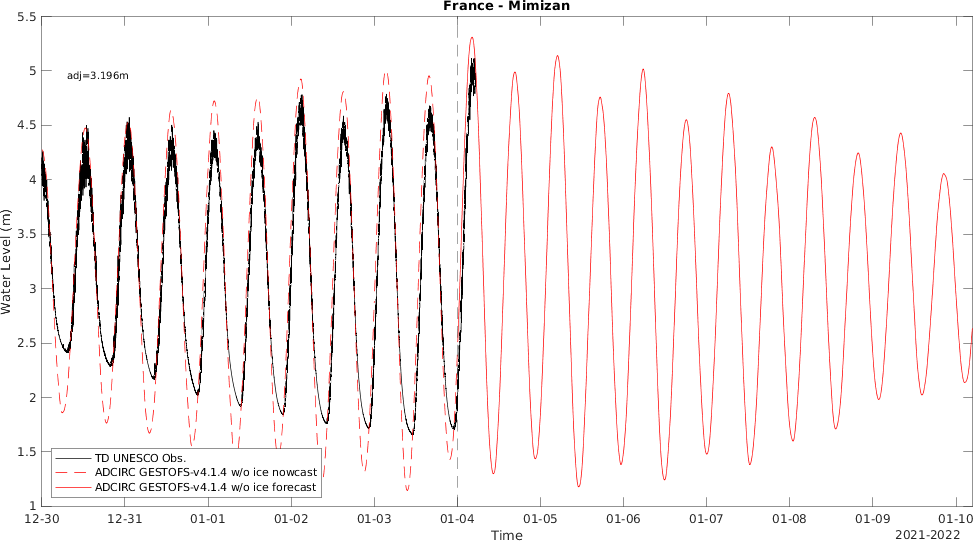 France - Mimizan
5.5
5
4.5
4
3.5
3
2.5
2
1.5
1
Water Level (m)
adj=3.196m
TD UNESCO Obs.
ADCIRC GESTOFS-v4.1.4 w/o ice nowcast
ADCIRC GESTOFS-v4.1.4 w/o ice forecast
12-30 12-31 01-01 01-02 01-03 01-04 01-05 01-06 01-07 01-08 01-09 01-10
Time
2021-2022